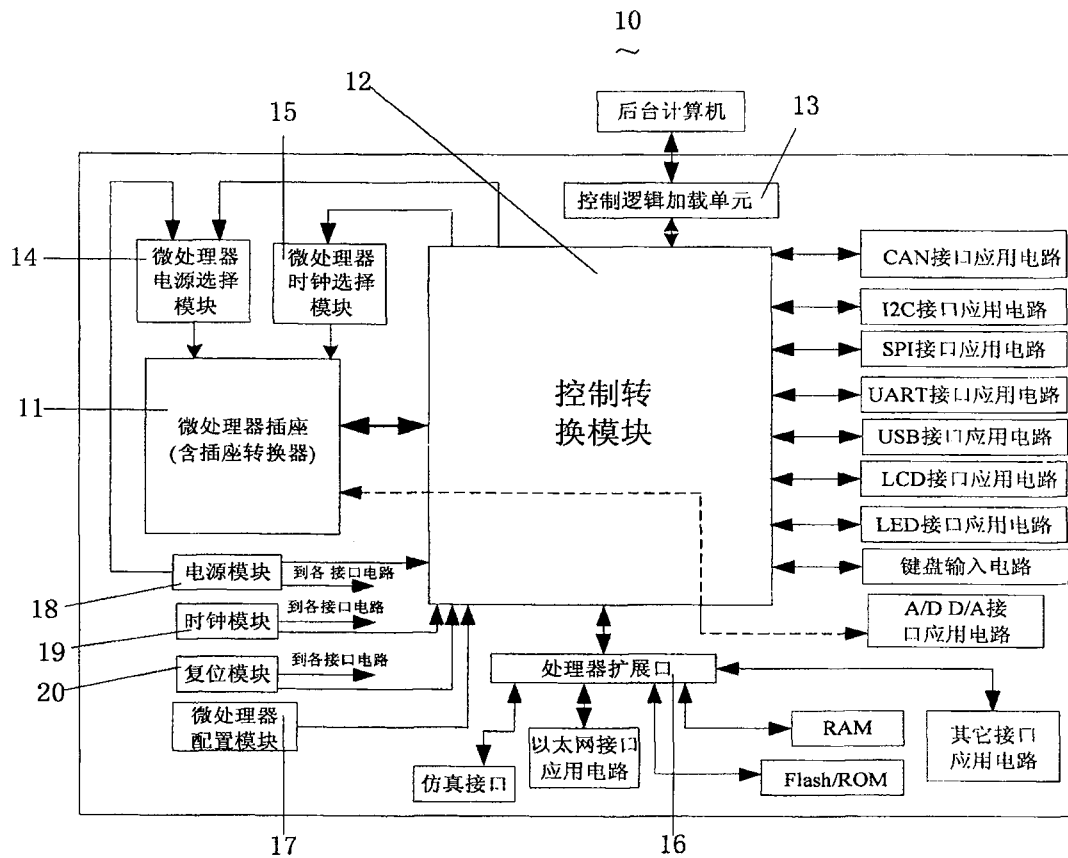 10
12
后台计算机
13
15
控制逻辑加载单元
14
微处理器
电源选择
模块
微处理器
时钟选择
模块
CAN接口应用电路
I2C接口应用电路
SPI接口应用电路
11
微处理器插座
(含插座转换器)
控制转
换模块
UART接口应用电路
USB接口应用电路
LCD接口应用电路
LED接口应用电路
键盘输入电路
A/D D/A接
口应用电路
18
电源模块
到各 接口电路
19
时钟模块
到各接口电路
20
复位模块
到各接口电路
微处理器
配置模块
处理器扩展口
仿真接口
以太网接口
应用电路
RAM
Flash/ROM
其它接口
应用电路
17
16